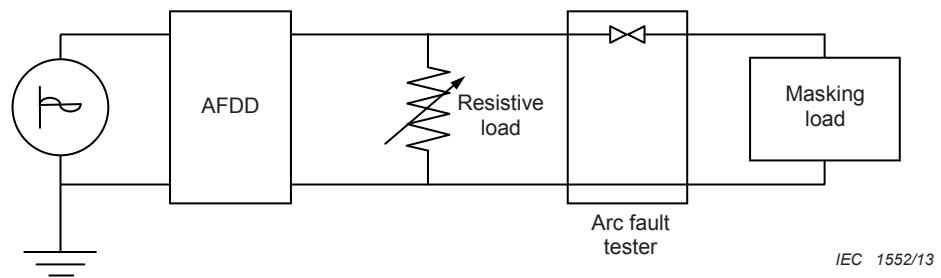 AFDD
Resistive
load
Masking
load
Arc fault
tester
IEC 1552/13